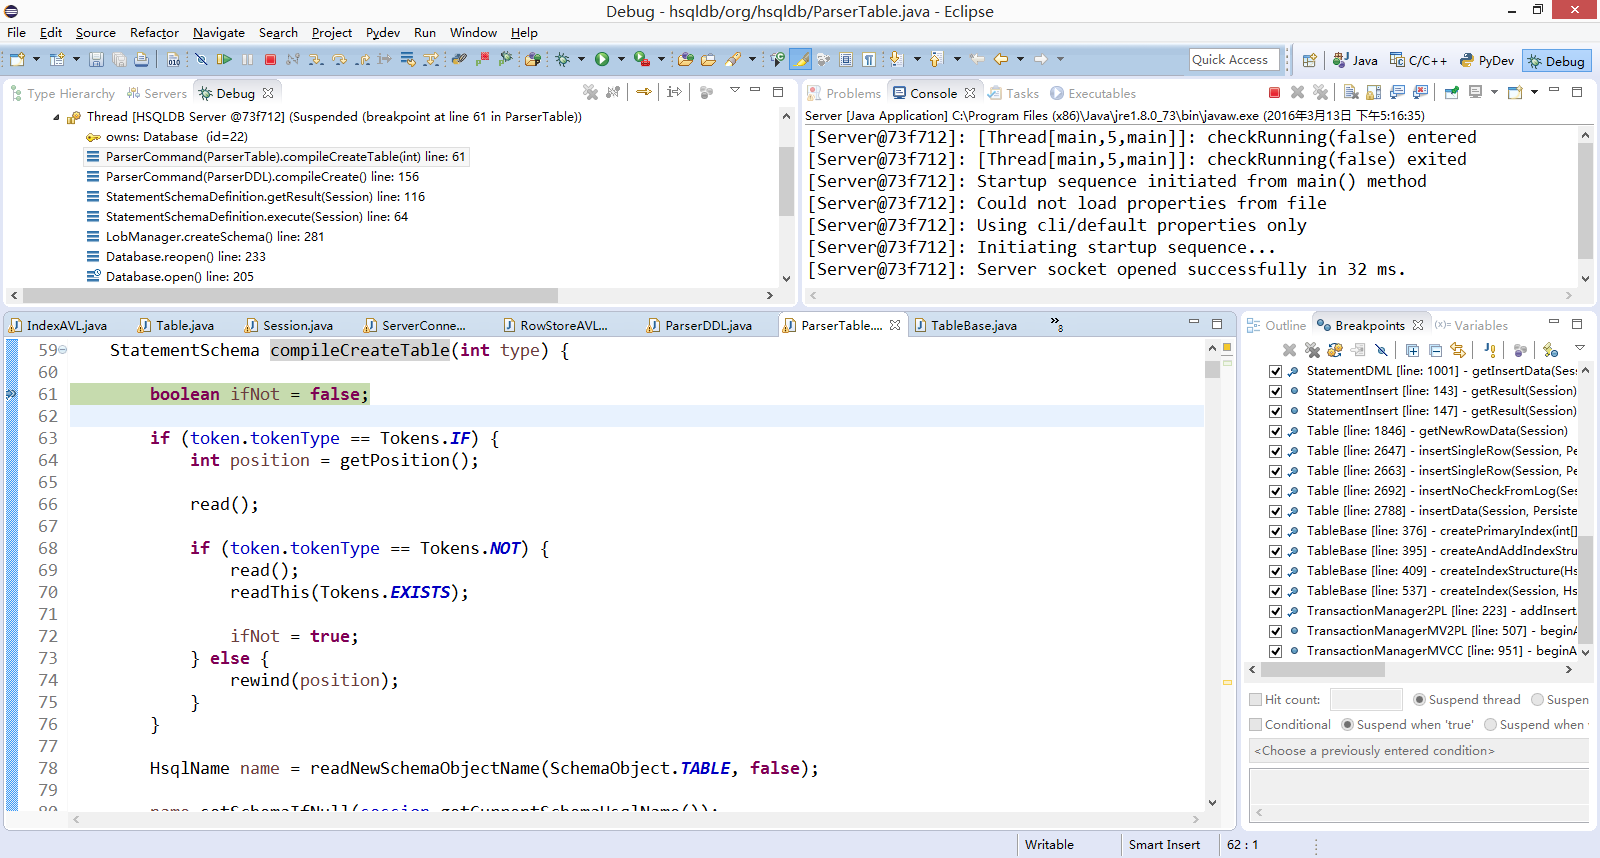 Debug - hsqldb/org/hsqldb/ParserTable.java - Eclipse
File Edit Source Refactor Navigate Search Project Pydev Run Window Help
Quick Access Java C/C++ PyDev Debug
Type Hierarchy Servers Debug
Thread [HSQLDB Server @73f712] (Suspended (breakpoint at line 61 in ParserTable))
owns: Database (id=22)
ParserCommand(ParserTable).compileCreateTable(int) line: 61
ParserCommand(ParserDDL).compileCreate() line: 156
StatementSchemaDefinition.getResult(Session) line: 116
StatementSchemaDefinition.execute(Session) line: 64
LobManager.createSchema() line: 281
Database.reopen() line: 233
Database.open() line: 205
Problems Console Tasks Executables
Server [Java Application] C:\Program Files (x86)\Java\jre1.8.0_73\bin\javaw.exe (2016年3月13日 下午5:16:35)
[Server@73f712]: [Thread[main,5,main]]: checkRunning(false) entered
[Server@73f712]: [Thread[main,5,main]]: checkRunning(false) exited
[Server@73f712]: Startup sequence initiated from main() method
[Server@73f712]: Could not load properties from file
[Server@73f712]: Using cli/default properties only
[Server@73f712]: Initiating startup sequence...
[Server@73f712]: Server socket opened successfully in 32 ms.
IndexAVL.java Table.java Session.java ServerConne... RowStoreAVL... ParserDDL.java ParserTable.... TableBase.java »8
59 StatementSchema compileCreateTable(int type) {
60
61 boolean ifNot = false;
62
63 if (token.tokenType == Tokens.IF) {
64 int position = getPosition();
65
66 read();
67
68 if (token.tokenType == Tokens.NOT) {
69 read();
70 readThis(Tokens.EXISTS);
71
72 ifNot = true;
73 } else {
74 rewind(position);
75 }
76 }
77
78 HsqlName name = readNewSchemaObjectName(SchemaObject.TABLE, false);
79
80 name.setSchemaIfNull(session.getCurrentSchemaHsqlName());
Outline Breakpoints (x)= Variables
StatementDML [line: 1001] - getInsertData(Ses
StatementInsert [line: 143] - getResult(Session)
StatementInsert [line: 147] - getResult(Session)
Table [line: 1846] - getNewRowData(Session)
Table [line: 2647] - insertSingleRow(Session, Pe
Table [line: 2663] - insertSingleRow(Session, Pe
Table [line: 2692] - insertNoCheckFromLog(Ses
Table [line: 2788] - insertData(Session, Persiste
TableBase [line: 376] - createPrimaryIndex(int[]
TableBase [line: 395] - createAndAddIndexStru
TableBase [line: 409] - createIndexStructure(Hs
TableBase [line: 537] - createIndex(Session, Hs
TransactionManager2PL [line: 223] - addInsert
TransactionManagerMV2PL [line: 507] - beginA
TransactionManagerMVCC [line: 951] - beginA
Hit count: Suspend thread Suspen
Conditional Suspend when 'true' Suspend when
<Choose a previously entered condition>
Writable Smart Insert 62 : 1